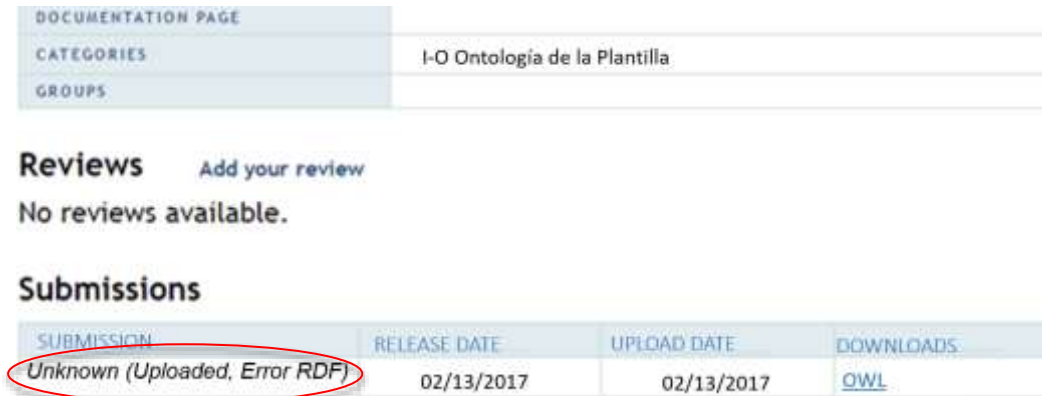 DOCUMENTATION PAGE
CATEGORIES I-O Ontología de la Plantilla
GROUPS
Reviews Add your review
No reviews available.
Submissions
SUBMISSION RELEASE DATE UPLOAD DATE DOWNLOADS
Unknown (Uploaded, Error RDF) 02/13/2017 02/13/2017 OWL